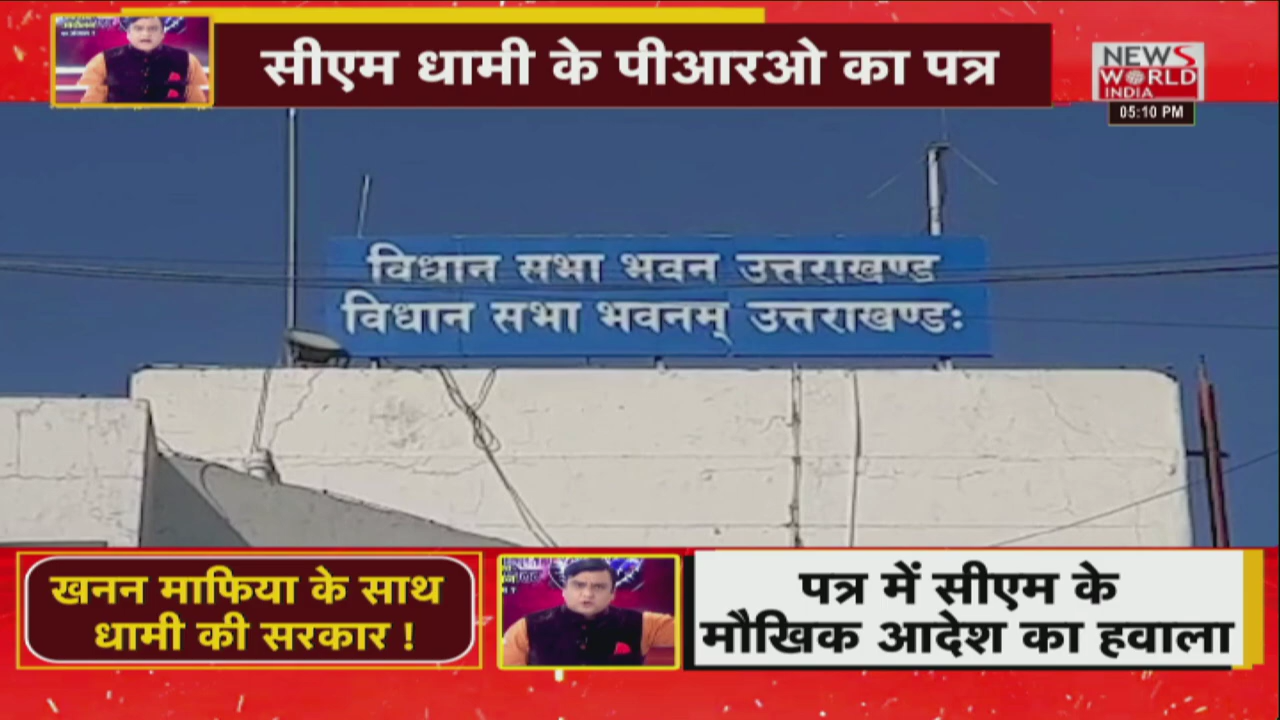 सीएम धामी के पीआरओ का पत्र
NEWS
WORLD
INDIA
05:10 PM
विधान सभा भवन उत्तराखण्ड
विधान सभा भवनम् उत्तराखण्डः
खनन माफिया के साथ
धामी की सरकार !
पत्र में सीएम के
मौखिक आदेश का हवाला